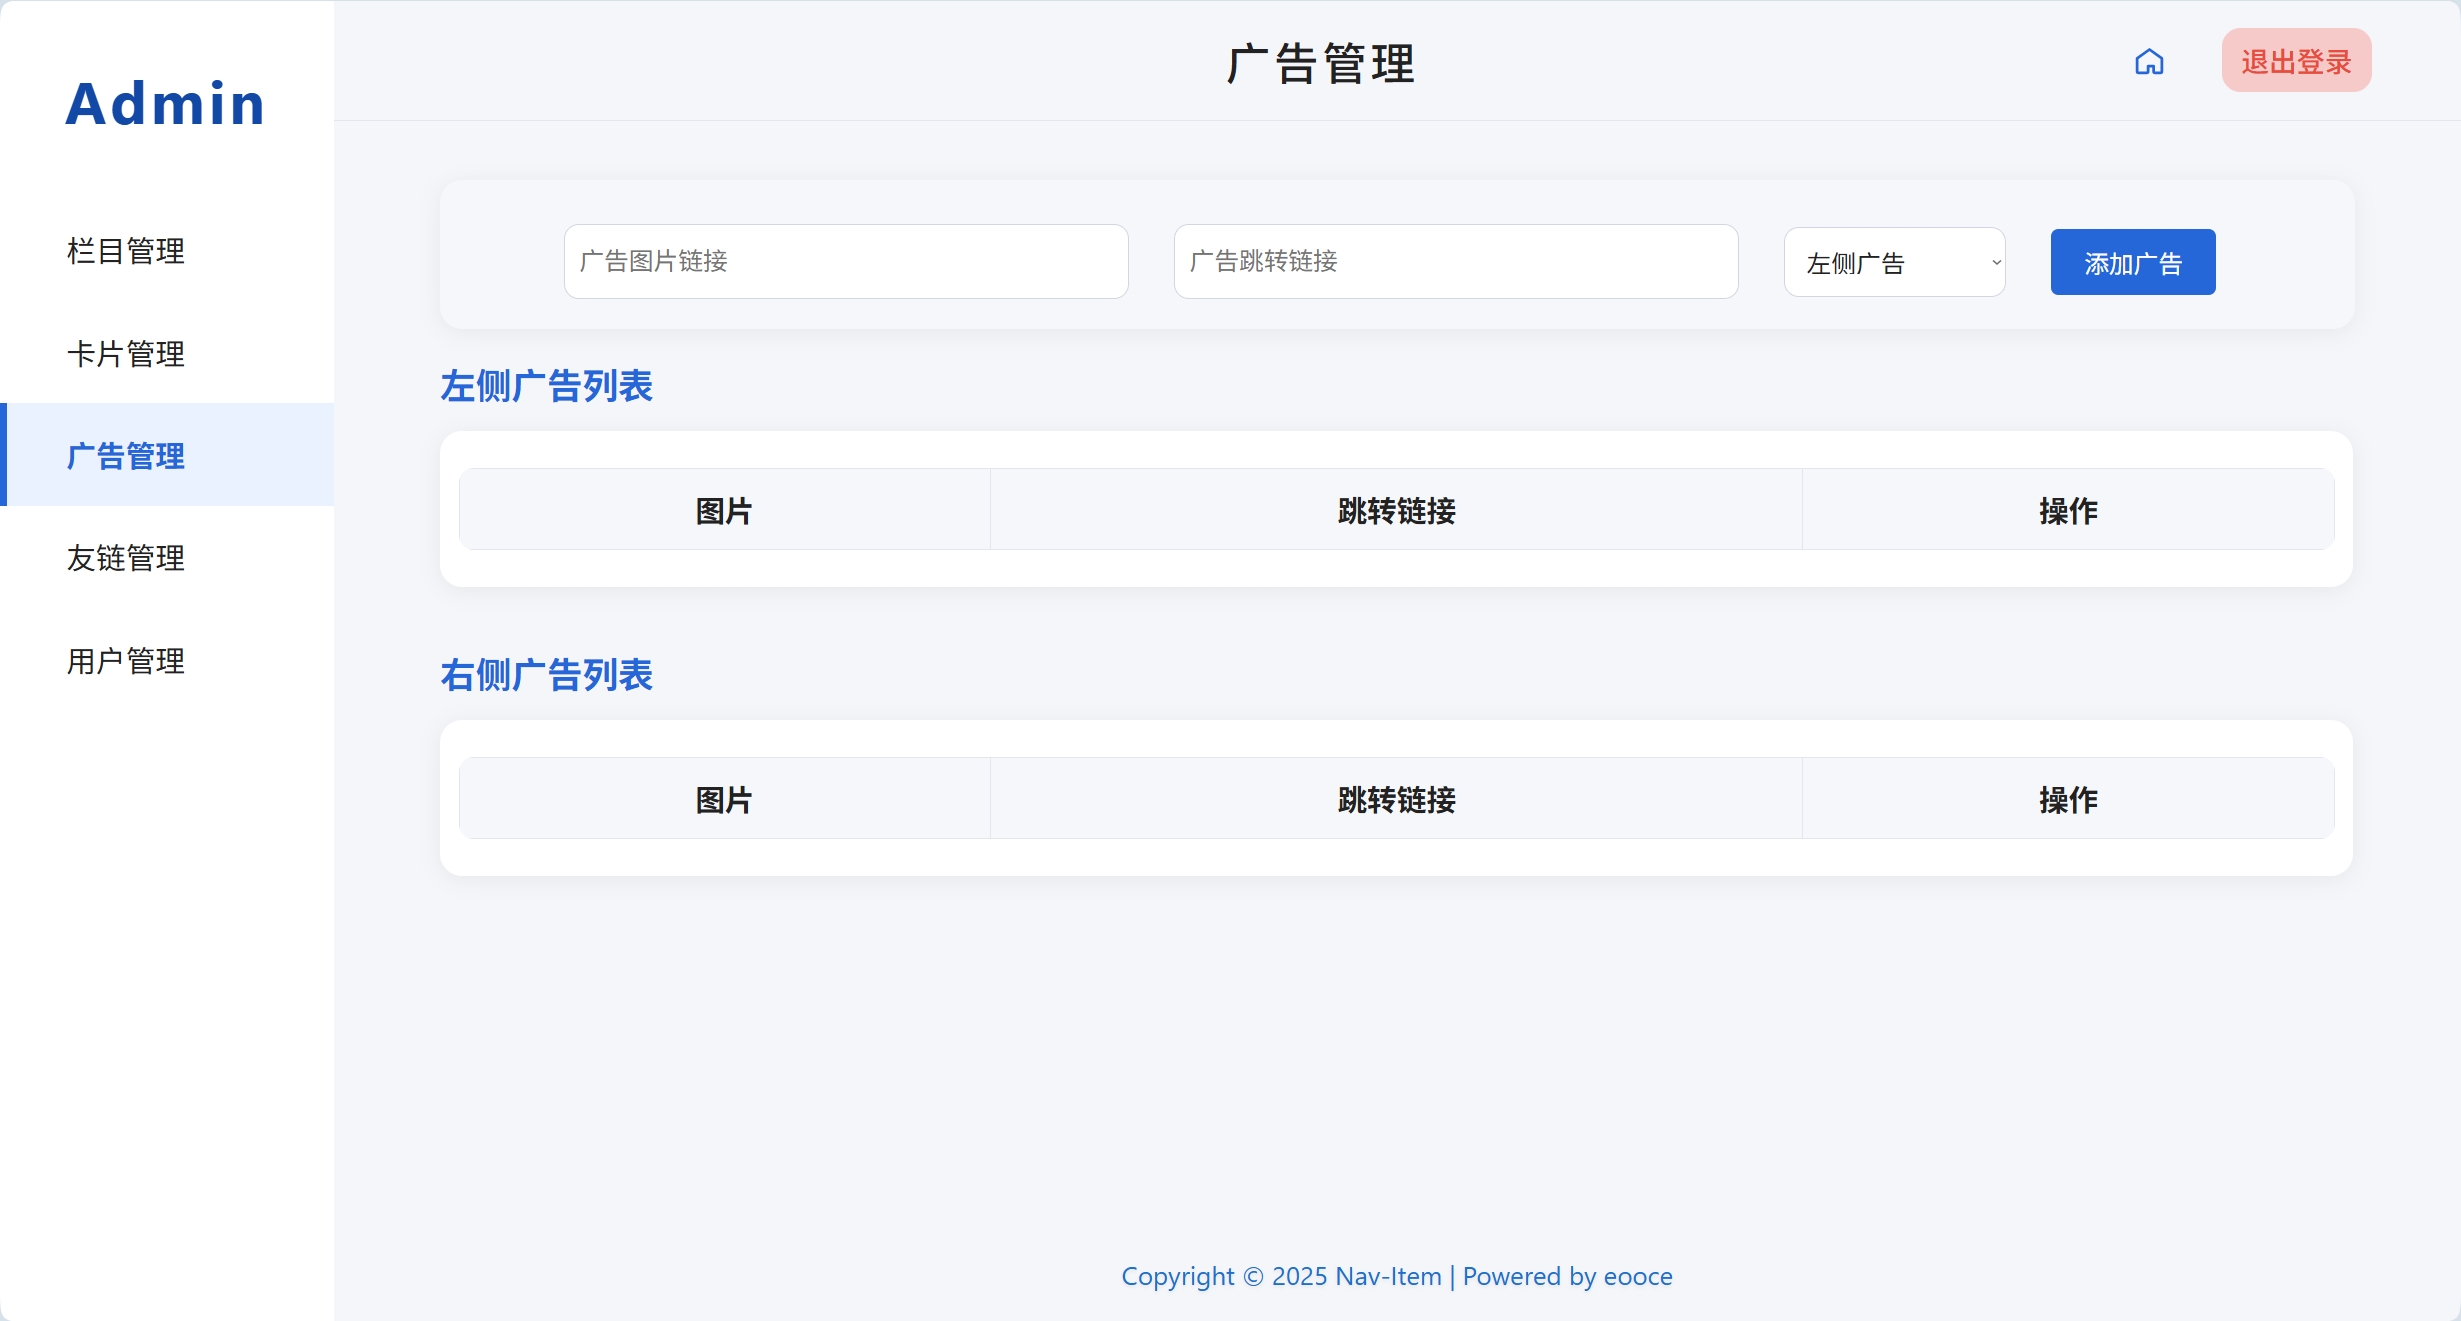 Admin
栏目管理
卡片管理
广告管理
友链管理
用户管理
广告管理
退出登录
广告图片链接 广告跳转链接 左侧广告 添加广告
左侧广告列表
图片 跳转链接 操作
右侧广告列表
图片 跳转链接 操作
Copyright © 2025 Nav-Item | Powered by eooce